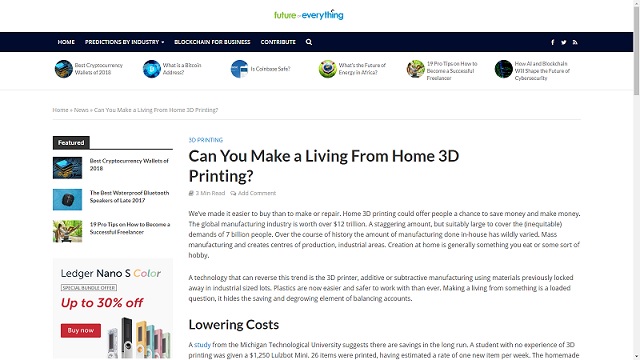 future of everything
HOME PREDICTIONS BY INDUSTRY BLOCKCHAIN FOR BUSINESS CONTRIBUTE
Best Cryptocurrency
Wallets of 2018
What is a Bitcoin
Address?
Is Coinbase Safe?
What's the Future of
Energy in Africa?
19 Pro Tips on How to
Become a Successful
Freelancer
How AI and Blockchain
Will Shape the Future of
Cybersecurity
Home » News » Can You Make a Living From Home 3D Printing?
Featured
Best Cryptocurrency Wallets of
2018
The Best Waterproof Bluetooth
Speakers of Late 2017
19 Pro Tips on How to Become a
Successful Freelancer
Ledger Nano S Color
SPECIAL BUNDLE OFFER
Up to 30% off
Buy now
3D PRINTING
Can You Make a Living From Home 3D
Printing?
3 Min Read Add Comment
We've made it easier to buy than to make or repair. Home 3D printing could offer people a chance to save money and make money.
The global manufacturing industry is worth over $12 trillion. A staggering amount, but suitably large to cover the (inequitable)
demands of 7 billion people. Over the course of history the amount of manufacturing done in-house has wildly varied. Mass
manufacturing and creates centres of production, industrial areas. Creation at home is generally something you eat or some sort of
hobby.
A technology that can reverse this trend is the 3D printer, additive or subtractive manufacturing using materials previously locked
away in industrial sized lots. Plastics are now easier and safer to work with than ever. Making a living from something is a loaded
question, it hides the saving and degrowing element of balancing accounts.
Lowering Costs
A study from the Michigan Technological University suggests there are savings in the long run. A student with no experience of 3D
printing was given a $1,250 Lulzbot Mini. 26 items were printed, having estimated a rate of one new item per week. The homemade